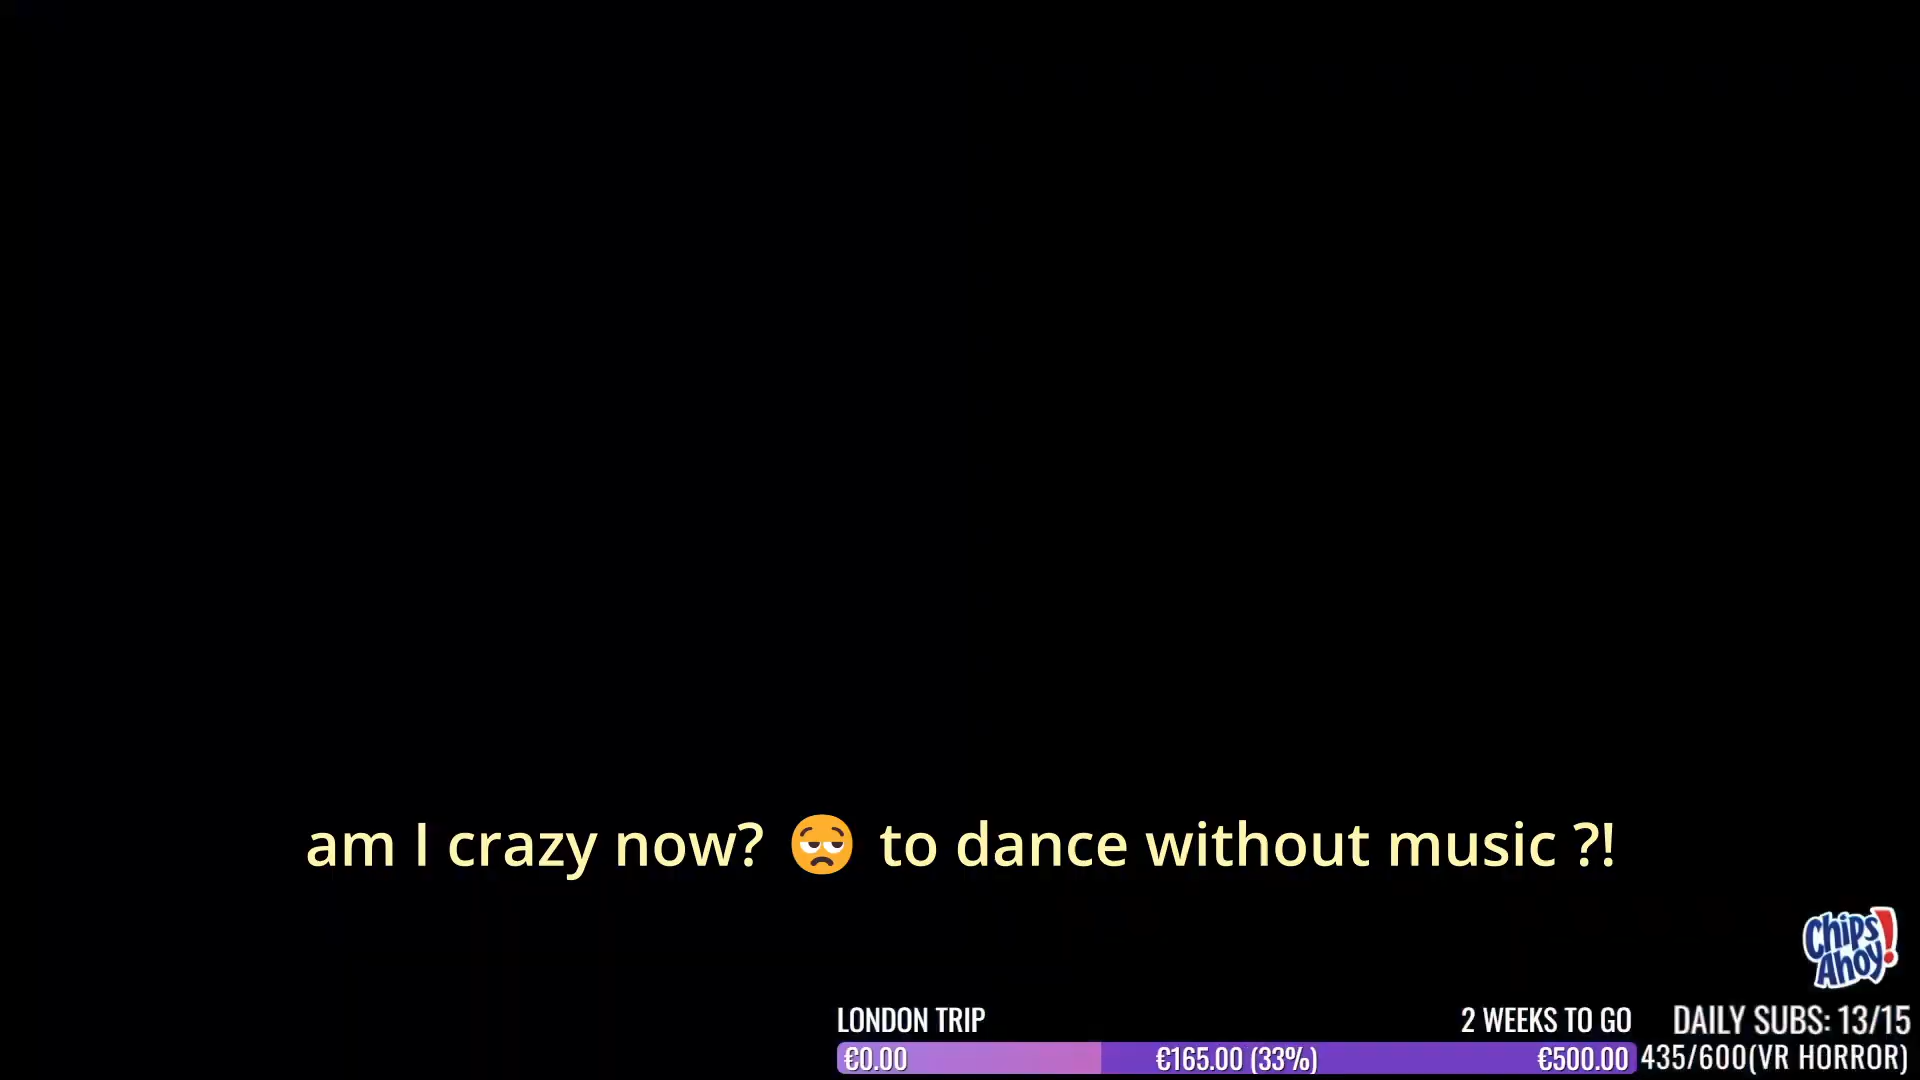 am I crazy now? 😒 to dance without music ?!
Chips
Ahoy!
LONDON TRIP
2 WEEKS TO GO
DAILY SUBS: 13/15
€0.00
€165.00 (33%)
€500.00
435/600(VR HORROR)